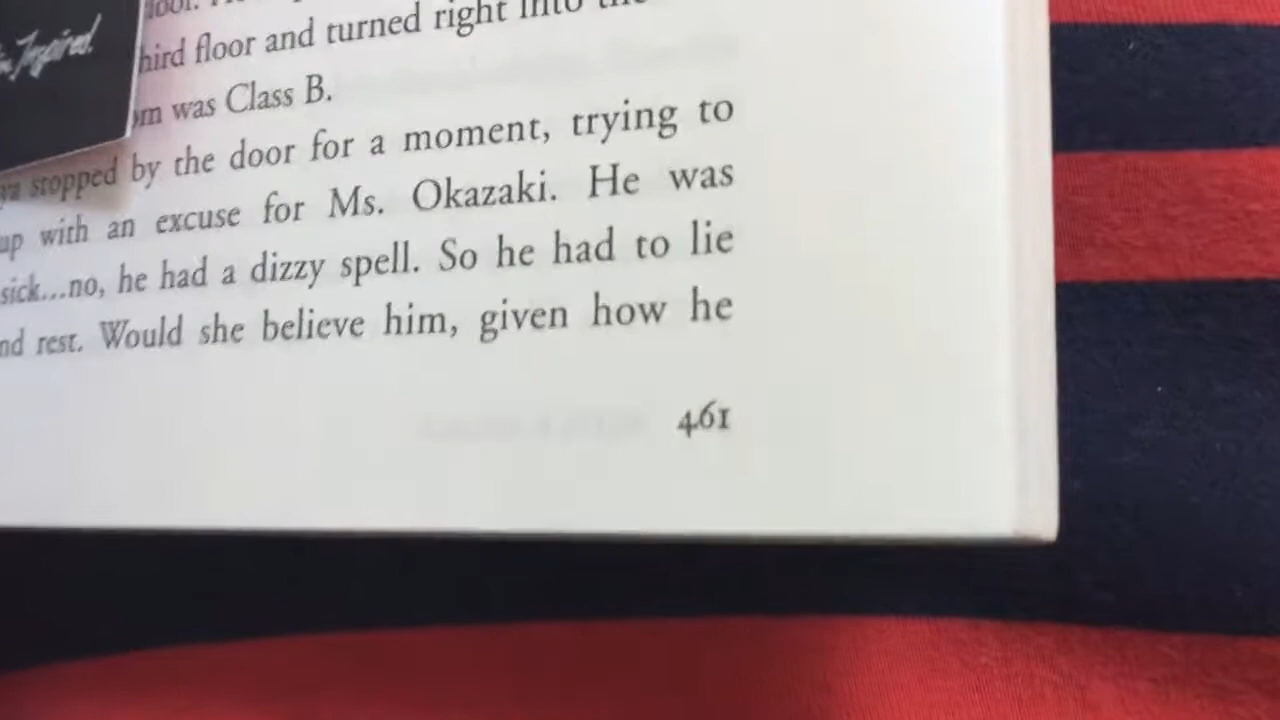 Inspired.
floor and turned right into the
was Class B.
stopped by the door for a moment, trying to
up with an excuse for Ms. Okazaki. He was
sick...no, he had a dizzy spell. So he had to lie
rest. Would she believe him, given how he
461